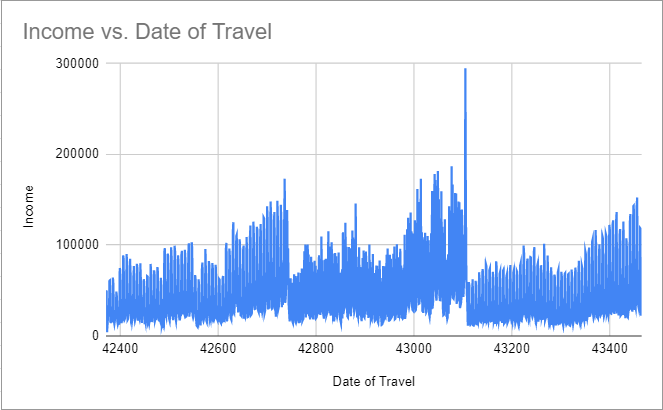 Income vs. Date of Travel
300000
200000
100000
0
Income
42400 42600 42800 43000 43200 43400
Date of Travel